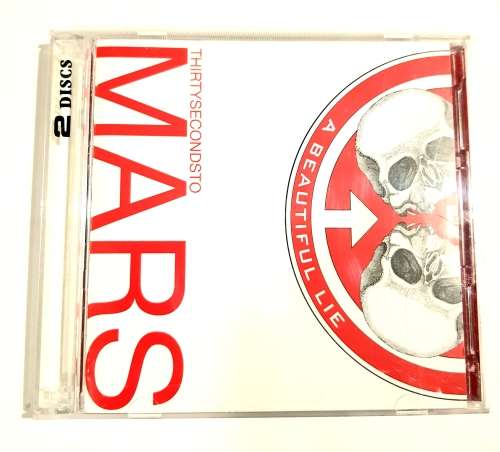 2 DISCS
THIRTYSECONDSTO
MARS
A BEAUTIFUL LIE